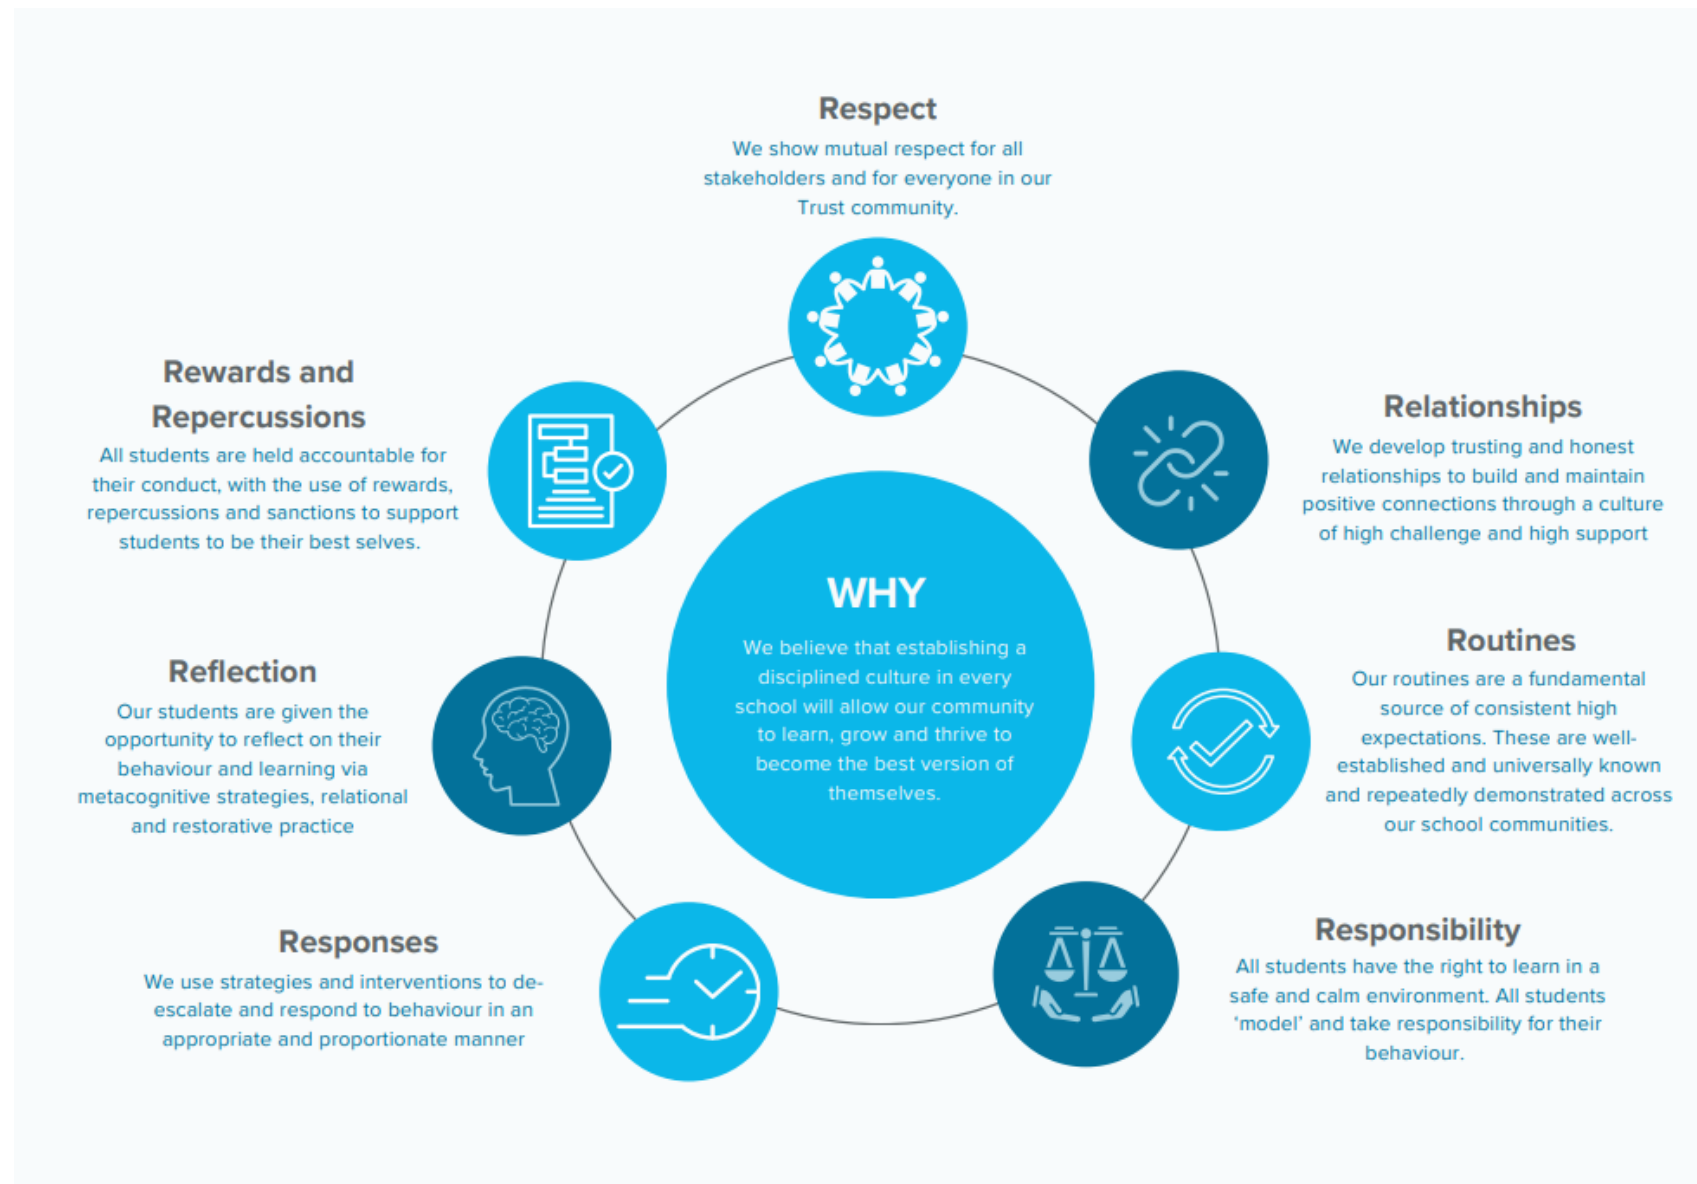 Respect
We show mutual respect for all
stakeholders and for everyone in our
Trust community.
Relationships
We develop trusting and honest
relationships to build and maintain
positive connections through a culture
of high challenge and high support
Routines
Our routines are a fundamental
source of consistent high
expectations. These are well-
established and universally known
and repeatedly demonstrated across
our school communities.
Responsibility
All students have the right to learn in a
safe and calm environment. All students
‘model’ and take responsibility for their
behaviour.
Responses
We use strategies and interventions to de-
escalate and respond to behaviour in an
appropriate and proportionate manner
Reflection
Our students are given the
opportunity to reflect on their
behaviour and learning via
metacognitive strategies, relational
and restorative practice
Rewards and
Repercussions
All students are held accountable for
their conduct, with the use of rewards,
repercussions and sanctions to support
students to be their best selves.
WHY
We believe that establishing a
disciplined culture in every
school will allow our community
to learn, grow and thrive to
become the best version of
themselves.